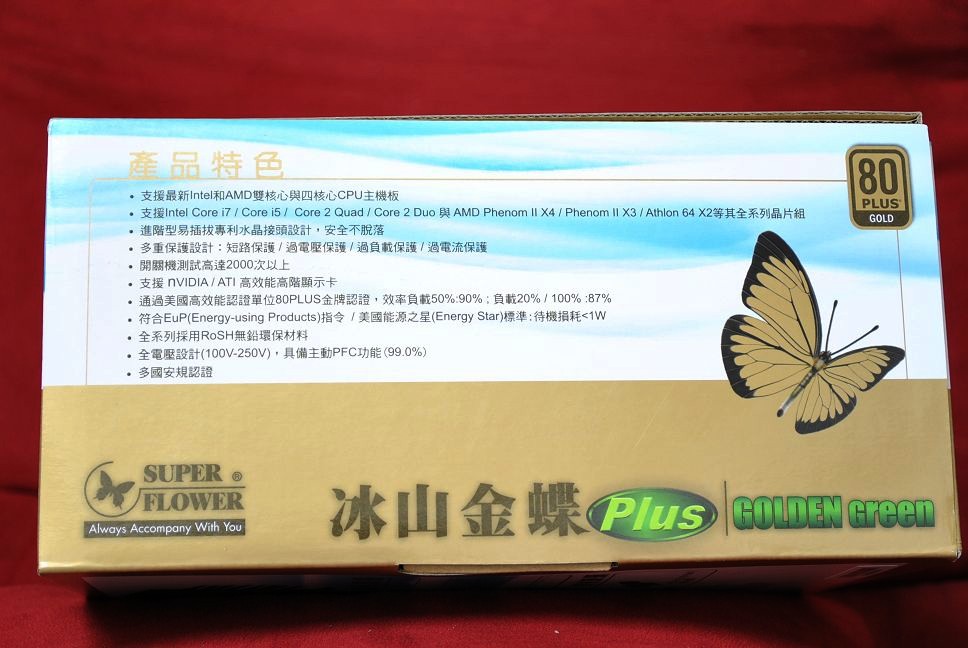 產品特色
80
PLUS
GOLD
• 支援最新Intel和AMD雙核心與四核心CPU主機板
• 支援Intel Core i7 / Core i5 / Core 2 Quad / Core 2 Duo 與 AMD Phenom II X4 / Phenom II X3 / Athlon 64 X2等其全系列晶片組
• 進階型易插拔專利水晶接頭設計，安全不脫落
• 多重保護設計：短路保護 / 過電壓保護 / 過負載保護 / 過電流保護
• 開關機測試高達2000次以上
• 支援 nVIDIA / ATI 高效能高階顯示卡
• 通過美國高效能認證單位80PLUS金牌認證，效率負載50%:90% ; 負載20% / 100% :87%
• 符合EuP(Energy-using Products)指令 / 美國能源之星(Energy Star)標準:待機損耗<1W
• 全系列採用RoSH無鉛環保材料
• 全電壓設計(100V-250V)，具備主動PFC功能(99.0%)
• 多國安規認證
SUPER ®
FLOWER
Always Accompany With You
冰山金蝶 Plus | GOLDEN Green